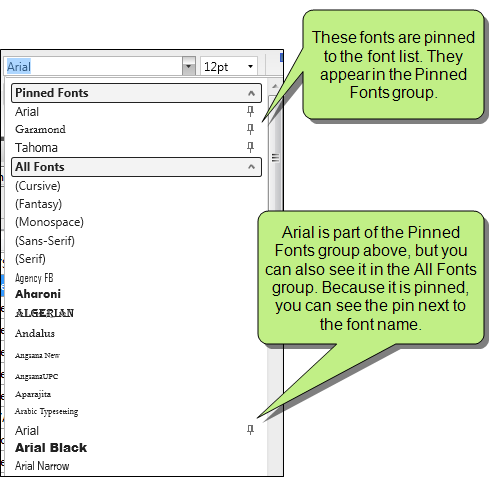 These fonts are pinned
to the font list. They
appear in the Pinned
Fonts group.
Arial
12pt
Pinned Fonts
Arial
Garamond
Tahoma
All Fonts
(Cursive)
(Fantasy)
(Monospace)
(Sans-Serif)
(Serif)
Agency FB
Aharoni
ALGERIAN
Andalus
Angsana New
AngsanaUPC
Aparajita
Arabic Typesetting
Arial
Arial Black
Arial Narrow
Arial is part of the Pinned
Fonts group above, but you
can also see it in the All Fonts
group. Because it is pinned,
you can see the pin next to
the font name.